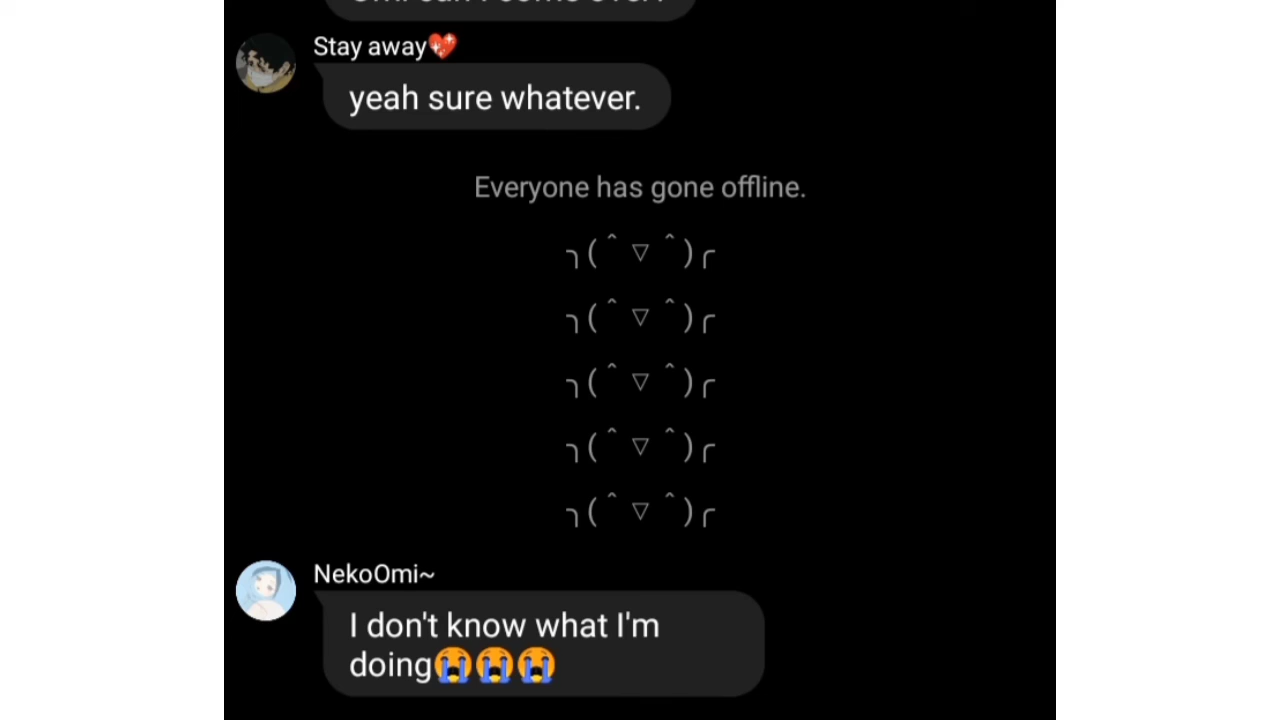 Stay away💖
yeah sure whatever.
Everyone has gone offline.
╮(＾▽＾)╭
╮(＾▽＾)╭
╮(＾▽＾)╭
╮(＾▽＾)╭
╮(＾▽＾)╭
NekoOmi~
I don't know what I'm
doing😭😭😭